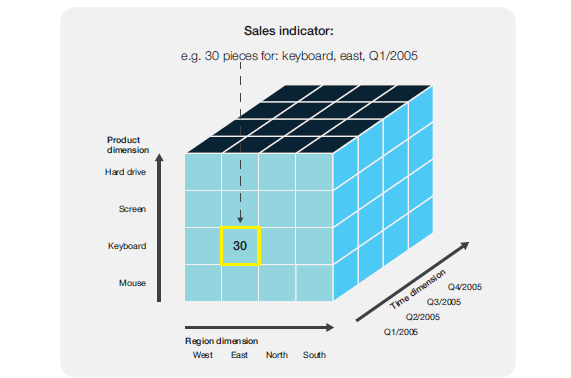 Sales indicator:
e.g. 30 pieces for: keyboard, east, Q1/2005
Product
dimension
Hard drive
Screen
Keyboard
30
Mouse
Time dimension
Q4/2005
Q3/2005
Q2/2005
Q1/2005
Region dimension
West East North South